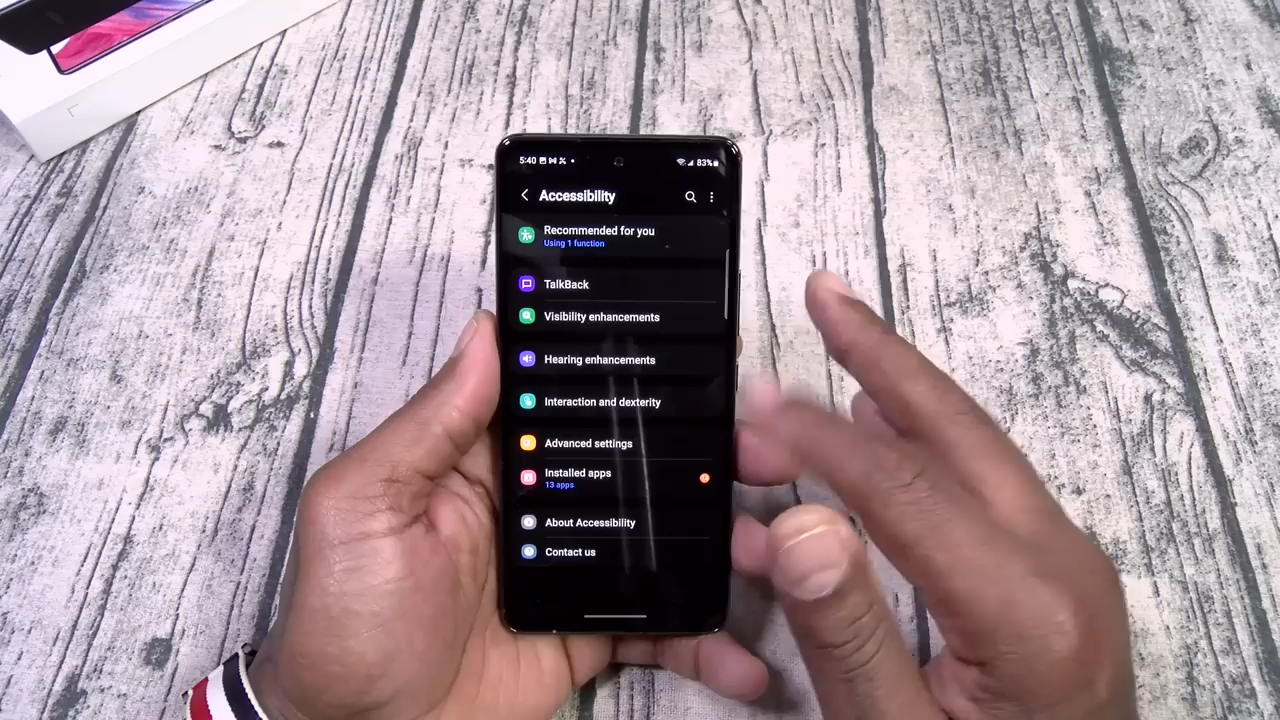 5:40 83%
Accessibility
Recommended for you
Using 1 function
TalkBack
Visibility enhancements
Hearing enhancements
Interaction and dexterity
Advanced settings
Installed apps
13 apps
About Accessibility
Contact us